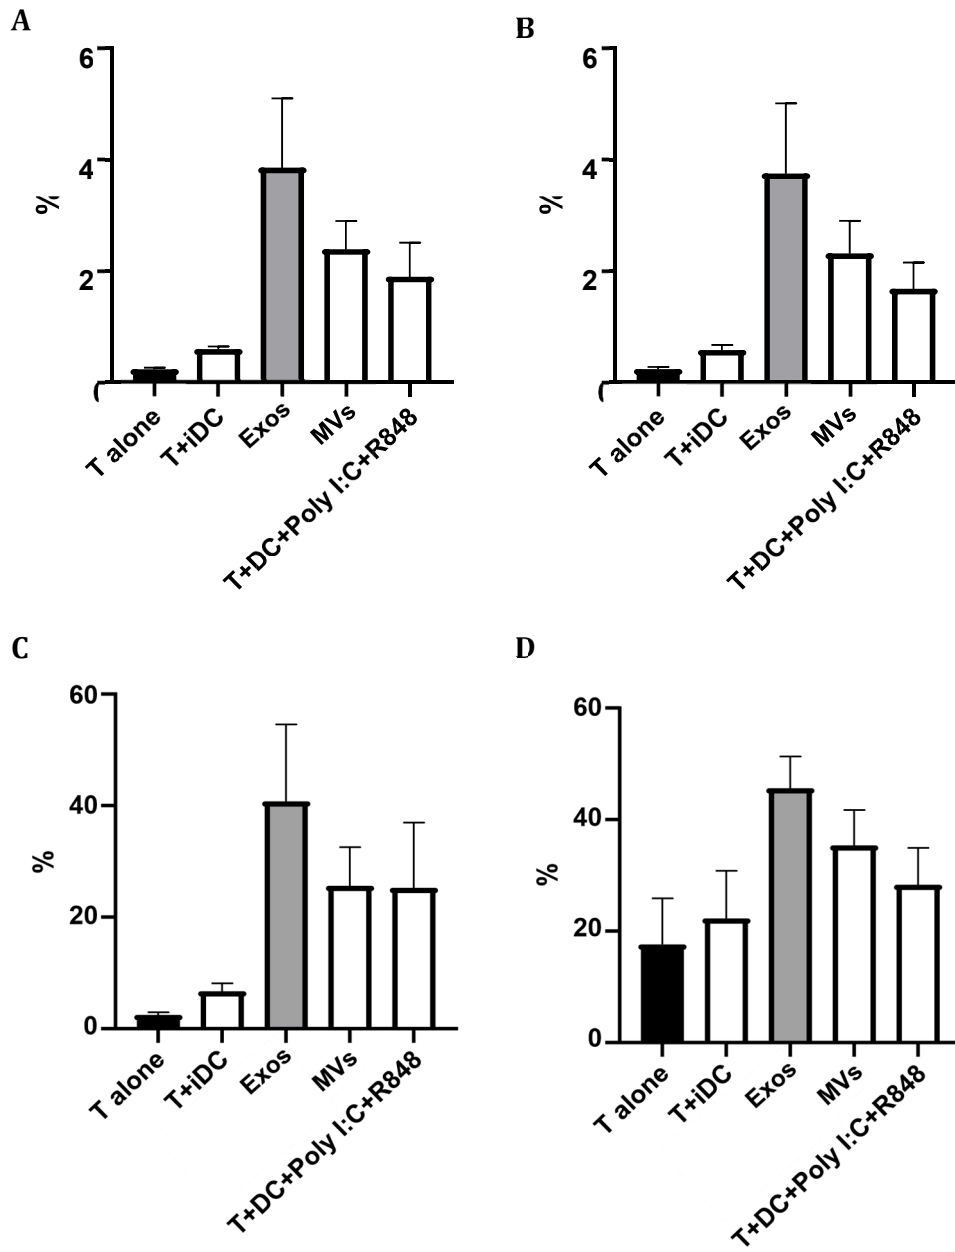 A
6
4
2
%
T alone
T+iDC
Exos
MVs
T+DC+Poly I:C+R848
B
6
4
2
%
T alone
T+iDC
Exos
MVs
T+DC+Poly I:C+R848
C
60
40
20
0
%
T alone
T+iDC
Exos
MVs
T+DC+Poly I:C+R848
D
60
40
20
0
%
T alone
T+iDC
Exos
MVs
T+DC+Poly I:C+R848